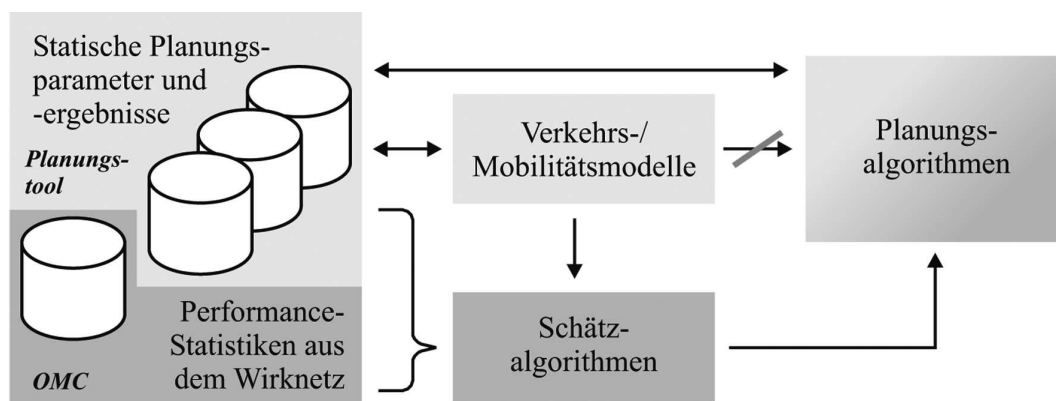 Statische Planungs-
parameter und
-ergebnisse
Planungs-
tool
OMC
Performance-
Statistiken aus
dem Wirknetz
Verkehrs-/
Mobilitätsmodelle
Schätz-
algorithmen
Planungs-
algorithmen